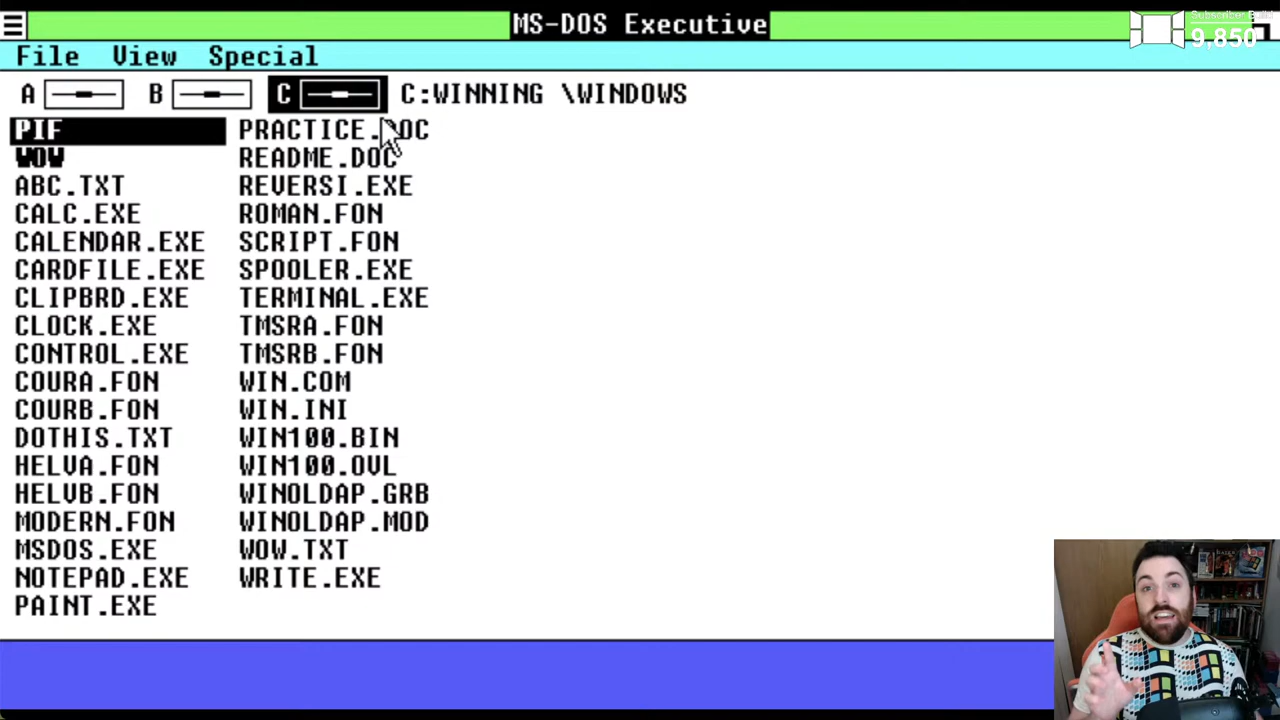 MS-DOS Executive
Subscriber Build
9,850
File View Special
A B C C:WINNING \WINDOWS
PIF PRACTICE.DOC
WOW README.DOC
ABC.TXT REVERSI.EXE
CALC.EXE ROMAN.FON
CALENDAR.EXE SCRIPT.FON
CARDFILE.EXE SPOOLER.EXE
CLIPBRD.EXE TERMINAL.EXE
CLOCK.EXE TMSRA.FON
CONTROL.EXE TMSRB.FON
COURA.FON WIN.COM
COURB.FON WIN.INI
DOTHIS.TXT WIN100.BIN
HELVA.FON WIN100.OVL
HELVB.FON WINOLDAP.GRB
MODERN.FON WINOLDAP.MOD
MSDOS.EXE WOW.TXT
NOTEPAD.EXE WRITE.EXE
PAINT.EXE